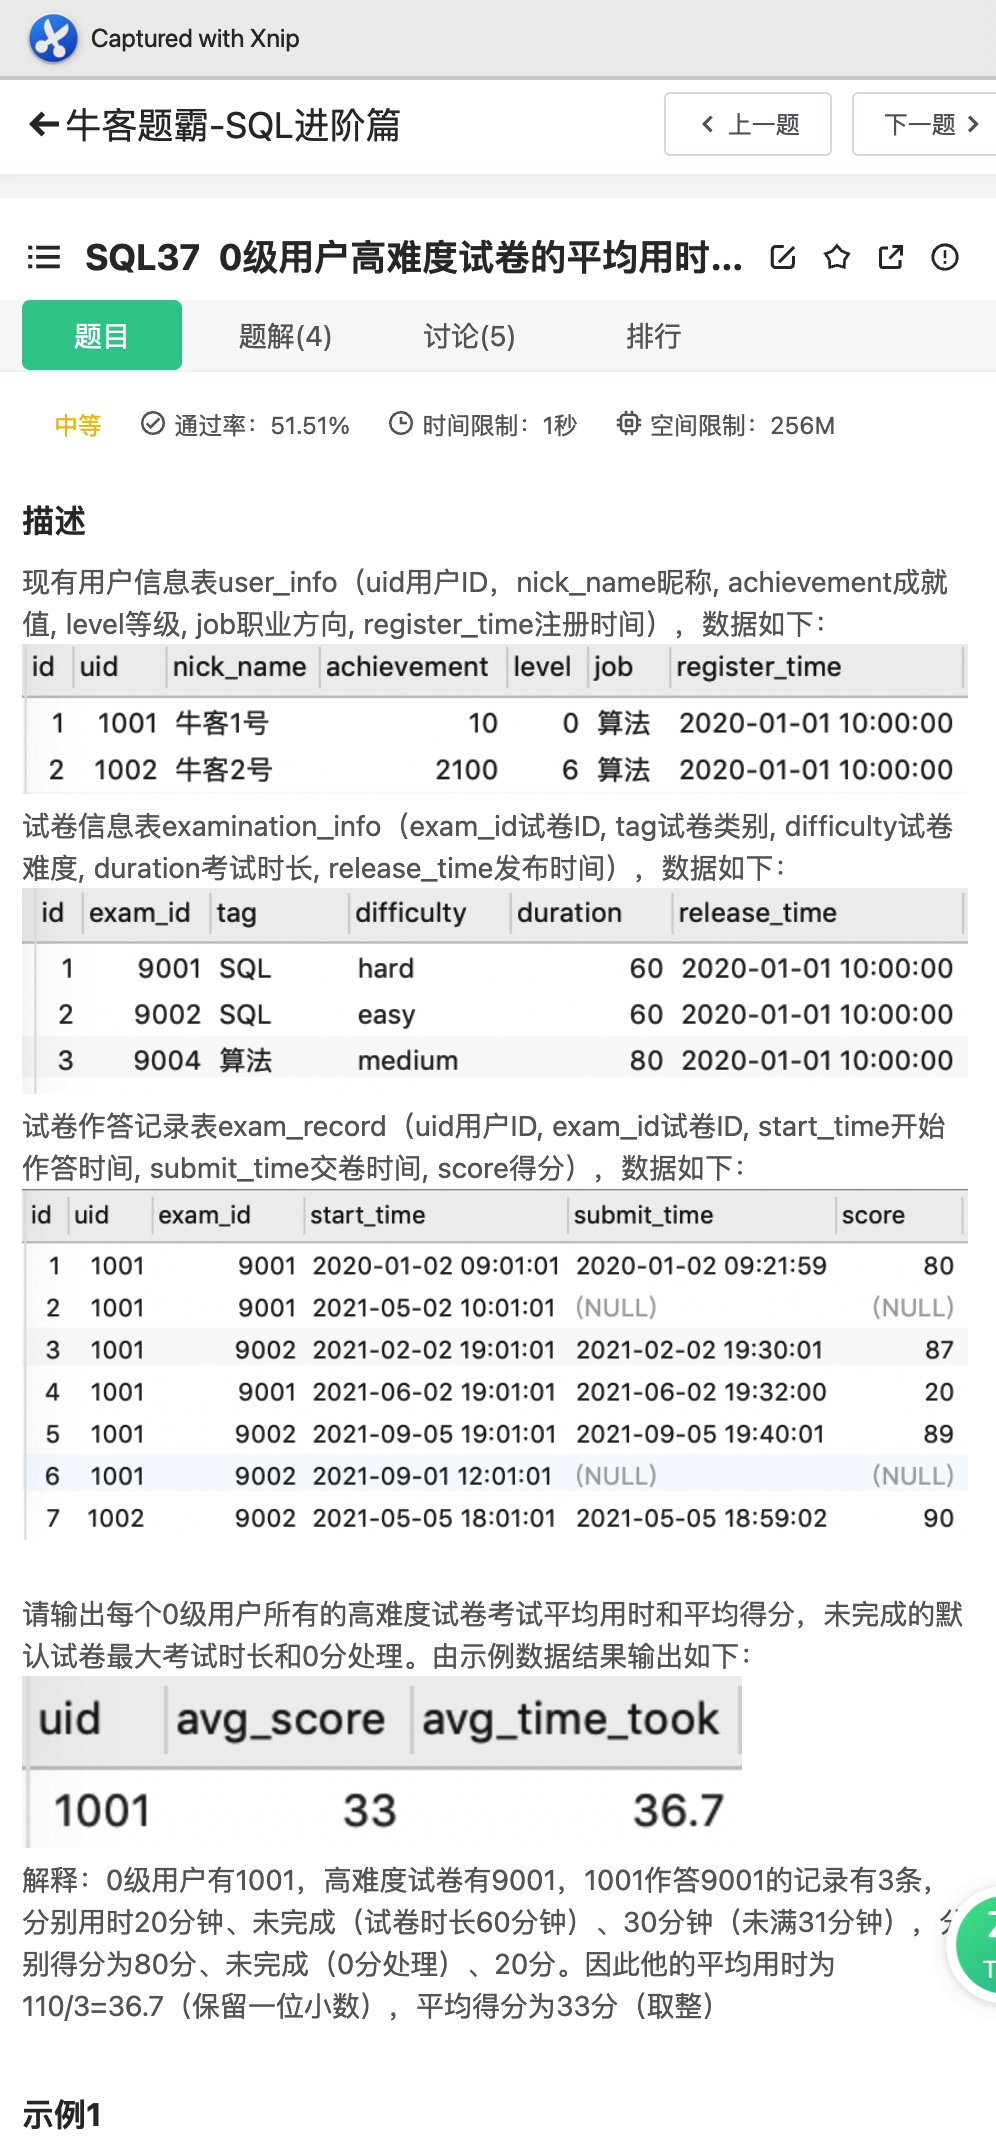 Captured with Xnip
牛客题霸-SQL进阶篇
上一题
下一题
SQL37 0级用户高难度试卷的平均用时...
题目 题解(4) 讨论(5) 排行
中等 通过率：51.51% 时间限制：1秒 空间限制：256M
描述
现有用户信息表user_info（uid用户ID，nick_name昵称, achievement成就
值, level等级, job职业方向, register_time注册时间），数据如下：
id uid nick_name achievement level job register_time
1 1001 牛客1号 10 0 算法 2020-01-01 10:00:00
2 1002 牛客2号 2100 6 算法 2020-01-01 10:00:00
试卷信息表examination_info（exam_id试卷ID, tag试卷类别, difficulty试卷
难度, duration考试时长, release_time发布时间），数据如下：
id exam_id tag difficulty duration release_time
1 9001 SQL hard 60 2020-01-01 10:00:00
2 9002 SQL easy 60 2020-01-01 10:00:00
3 9004 算法 medium 80 2020-01-01 10:00:00
试卷作答记录表exam_record（uid用户ID, exam_id试卷ID, start_time开始
作答时间, submit_time交卷时间, score得分），数据如下：
id uid exam_id start_time submit_time score
1 1001 9001 2020-01-02 09:01:01 2020-01-02 09:21:59 80
2 1001 9001 2021-05-02 10:01:01 (NULL) (NULL)
3 1001 9002 2021-02-02 19:01:01 2021-02-02 19:30:01 87
4 1001 9001 2021-06-02 19:01:01 2021-06-02 19:32:00 20
5 1001 9002 2021-09-05 19:01:01 2021-09-05 19:40:01 89
6 1001 9002 2021-09-01 12:01:01 (NULL) (NULL)
7 1002 9002 2021-05-05 18:01:01 2021-05-05 18:59:02 90
请输出每个0级用户所有的高难度试卷考试平均用时和平均得分，未完成的默
认试卷最大考试时长和0分处理。由示例数据结果输出如下：
uid avg_score avg_time_took
1001 33 36.7
解释：0级用户有1001，高难度试卷有9001，1001作答9001的记录有3条，
分别用时20分钟、未完成（试卷时长60分钟）、30分钟（未满31分钟），分
别得分为80分、未完成（0分处理）、20分。因此他的平均用时为
110/3=36.7（保留一位小数），平均得分为33分（取整）
示例1